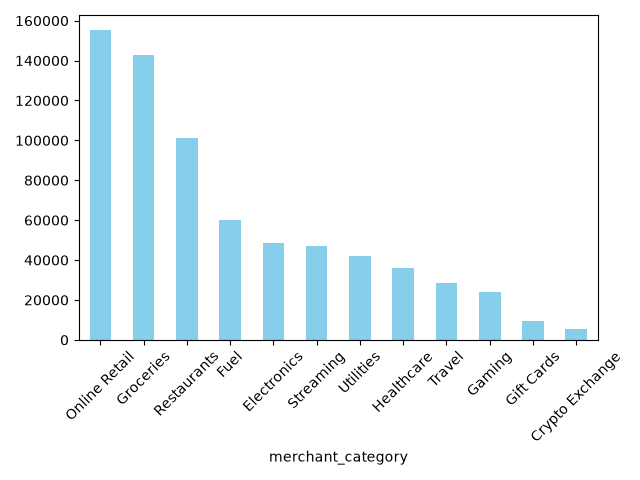 160000
140000
120000
100000
80000
60000
40000
20000
0
Online Retail
Groceries
Restaurants
Fuel
Electronics
Streaming
Utilities
Healthcare
Travel
Gaming
Gift Cards
Crypto Exchange
merchant_category